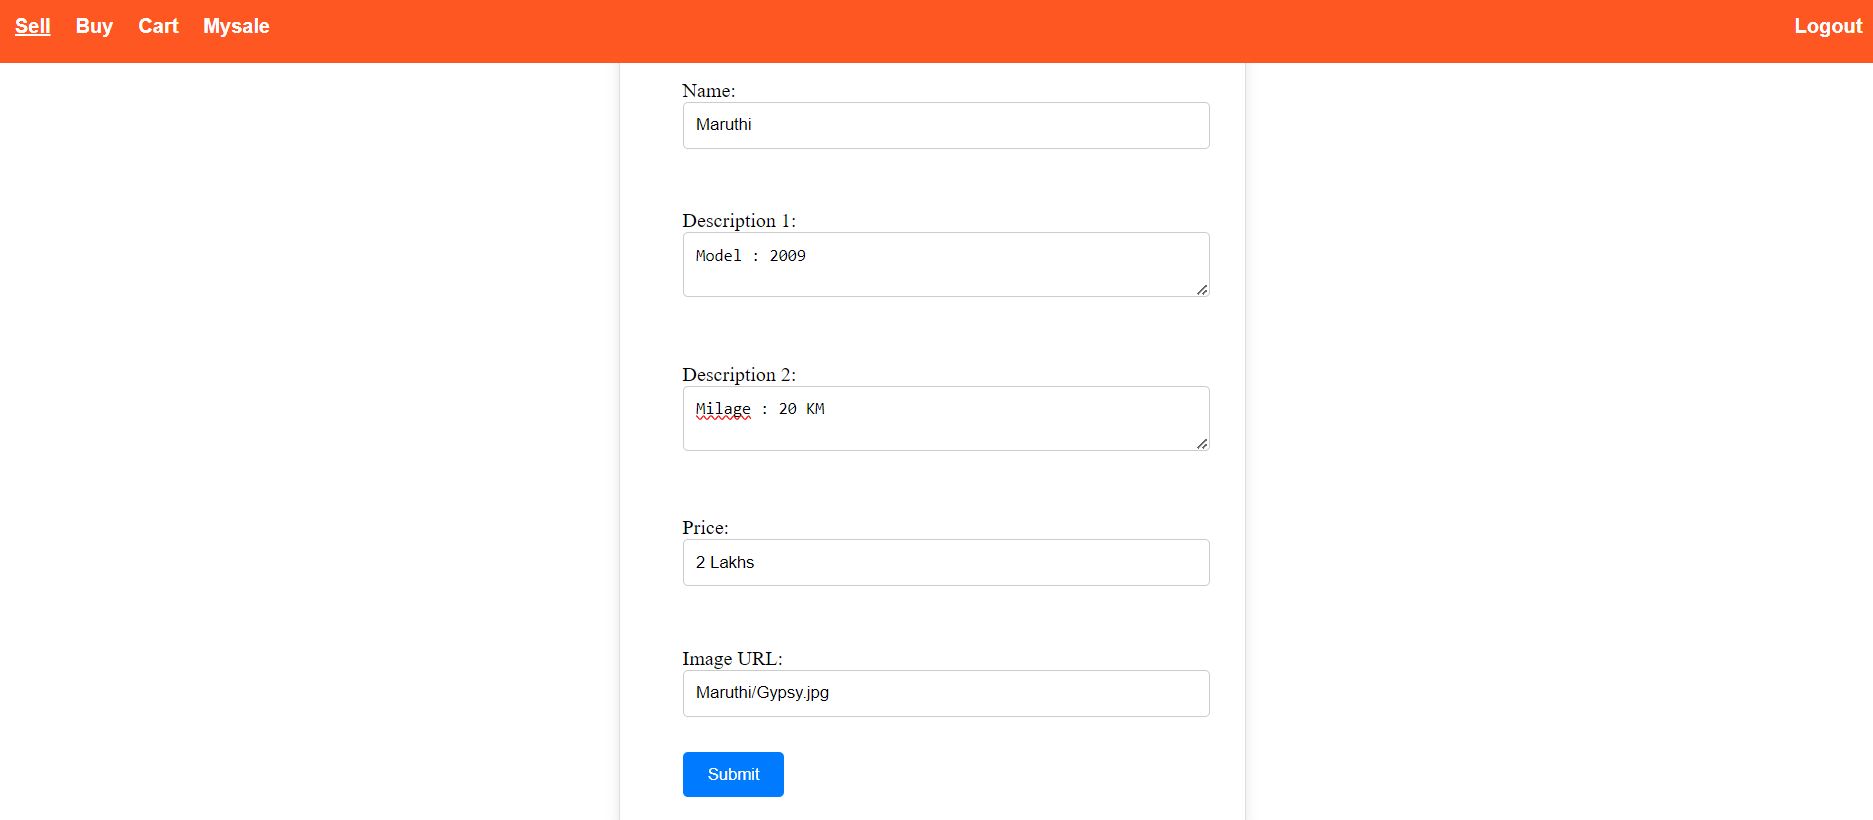 Sell Buy Cart Mysale Logout
Name:
Maruthi
Description 1:
Model : 2009
Description 2:
Milage : 20 KM
Price:
2 Lakhs
Image URL:
Maruthi/Gypsy.jpg
Submit